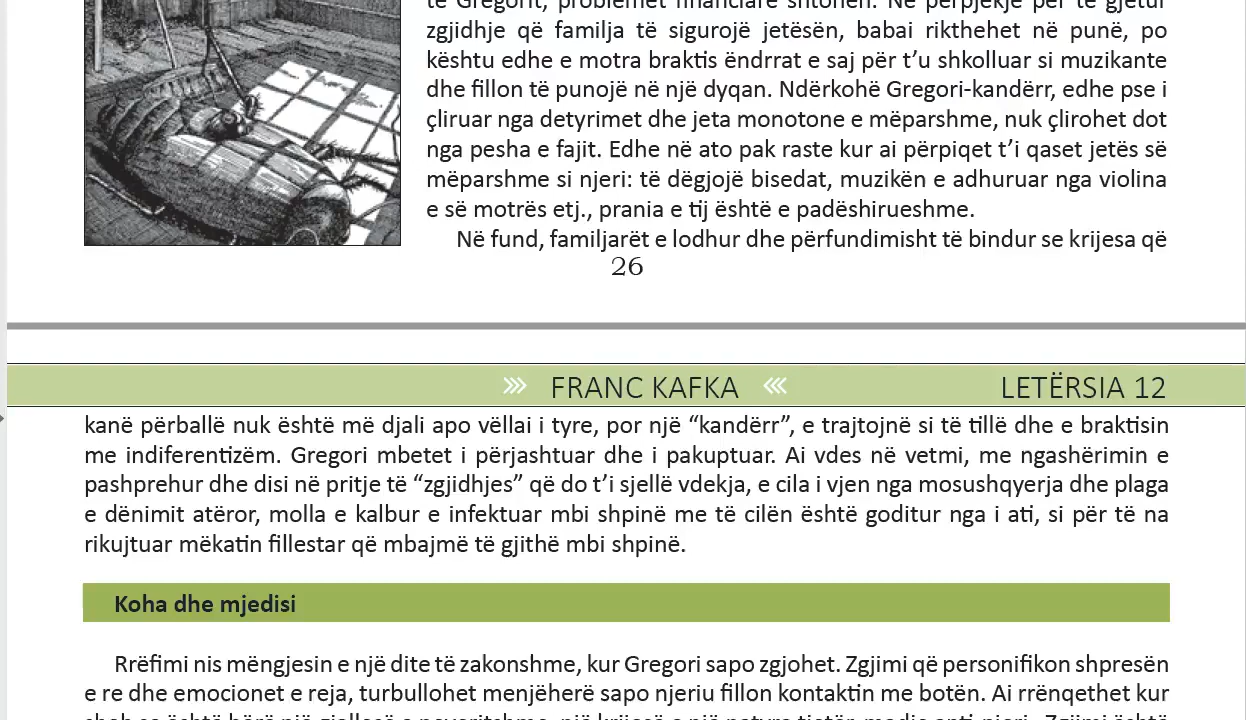 të Gregorit, problemet financiare shtohen. Në përpjekje për të gjetur
zgjidhje që familja të sigurojë jetësën, babai rikthehet në punë, po
kështu edhe e motra braktis ëndrrat e saj për t’u shkolluar si muzikante
dhe fillon të punojë në një dyqan. Ndërkohë Gregori-kandërr, edhe pse i
çliruar nga detyrimet dhe jeta monotone e mëparshme, nuk çlirohet dot
nga pesha e fajit. Edhe në ato pak raste kur ai përpiqet t’i qaset jetës së
mëparshme si njeri: të dëgjojë bisedat, muzikën e adhuruar nga violina
e së motrës etj., prania e tij është e padëshirueshme.
Në fund, familjarët e lodhur dhe përfundimisht të bindur se krijesa që
26
FRANC KAFKA
LETËRSIA 12
kanë përballë nuk është më djali apo vëllai i tyre, por një “kandërr”, e trajtojnë si të tillë dhe e braktisin
me indiferentizëm. Gregori mbetet i përjashtuar dhe i pakuptuar. Ai vdes në vetmi, me ngashërimin e
pashprehur dhe disi në pritje të “zgjidhjes” që do t’i sjellë vdekja, e cila i vjen nga mosushqyerja dhe plaga
e dënimit atëror, molla e kalbur e infektuar mbi shpinë me të cilën është goditur nga i ati, si për të na
rikujtuar mëkatin fillestar që mbajmë të gjithë mbi shpinë.
Koha dhe mjedisi
Rrëfimi nis mëngjesin e një dite të zakonshme, kur Gregori sapo zgjohet. Zgjimi që personifikon shpresën
e re dhe emocionet e reja, turbullohet menjëherë sapo njeriu fillon kontaktin me botën. Ai rrënqethet kur